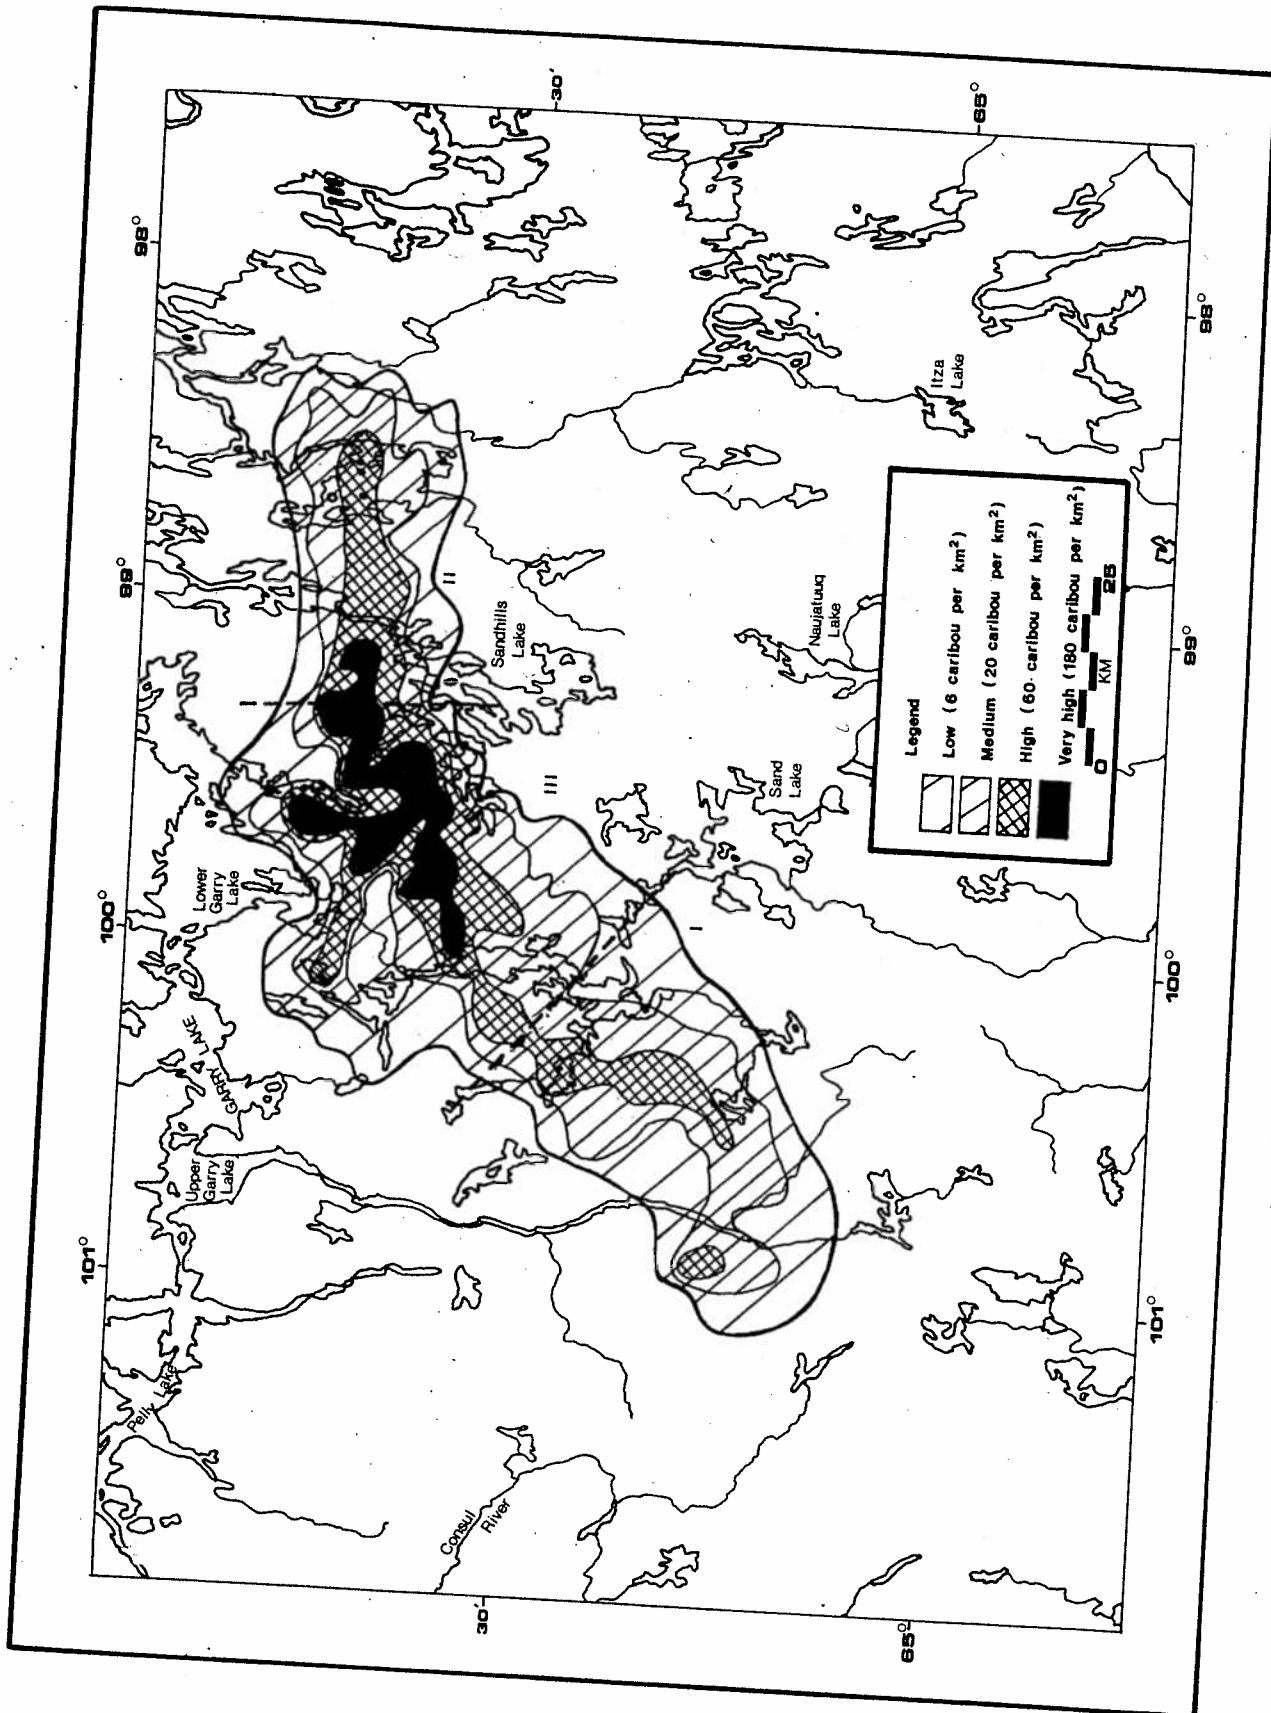 30'
65°
98°
99°
100°
101°
Lower
Garry
Lake
GARRY LAKE
Upper
Garry
Lake
Pelly Lake
Consul
River
Sandhills
Lake
I
II
III
I
Itza
Lake
Naujatuuq
Lake
Sand
Lake
Legend
Low (6 caribou per km²)
Medium (20 caribou per km²)
High (60 caribou per km²)
Very high (180 caribou per km²)
0 25
KM
98°
99°
100°
101°
30'
65°